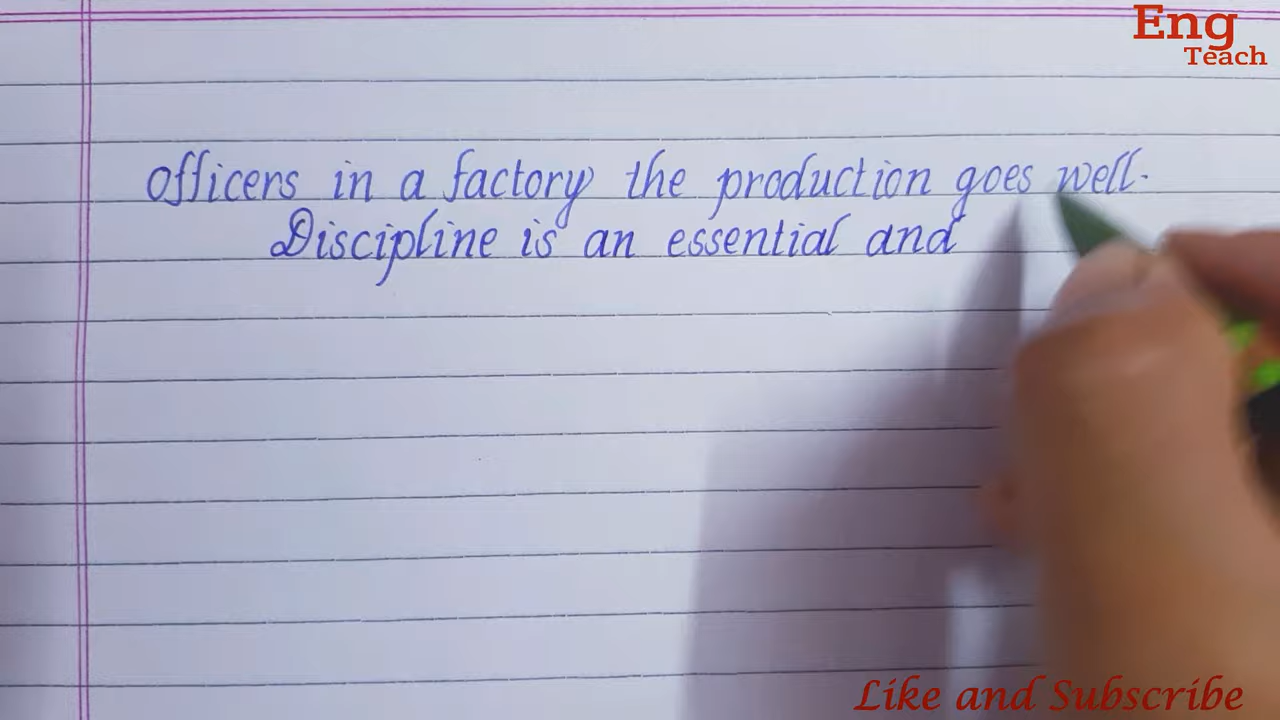 Eng
Teach
officers in a factory the production goes well.
Discipline is an essential and
Like and Subscribe